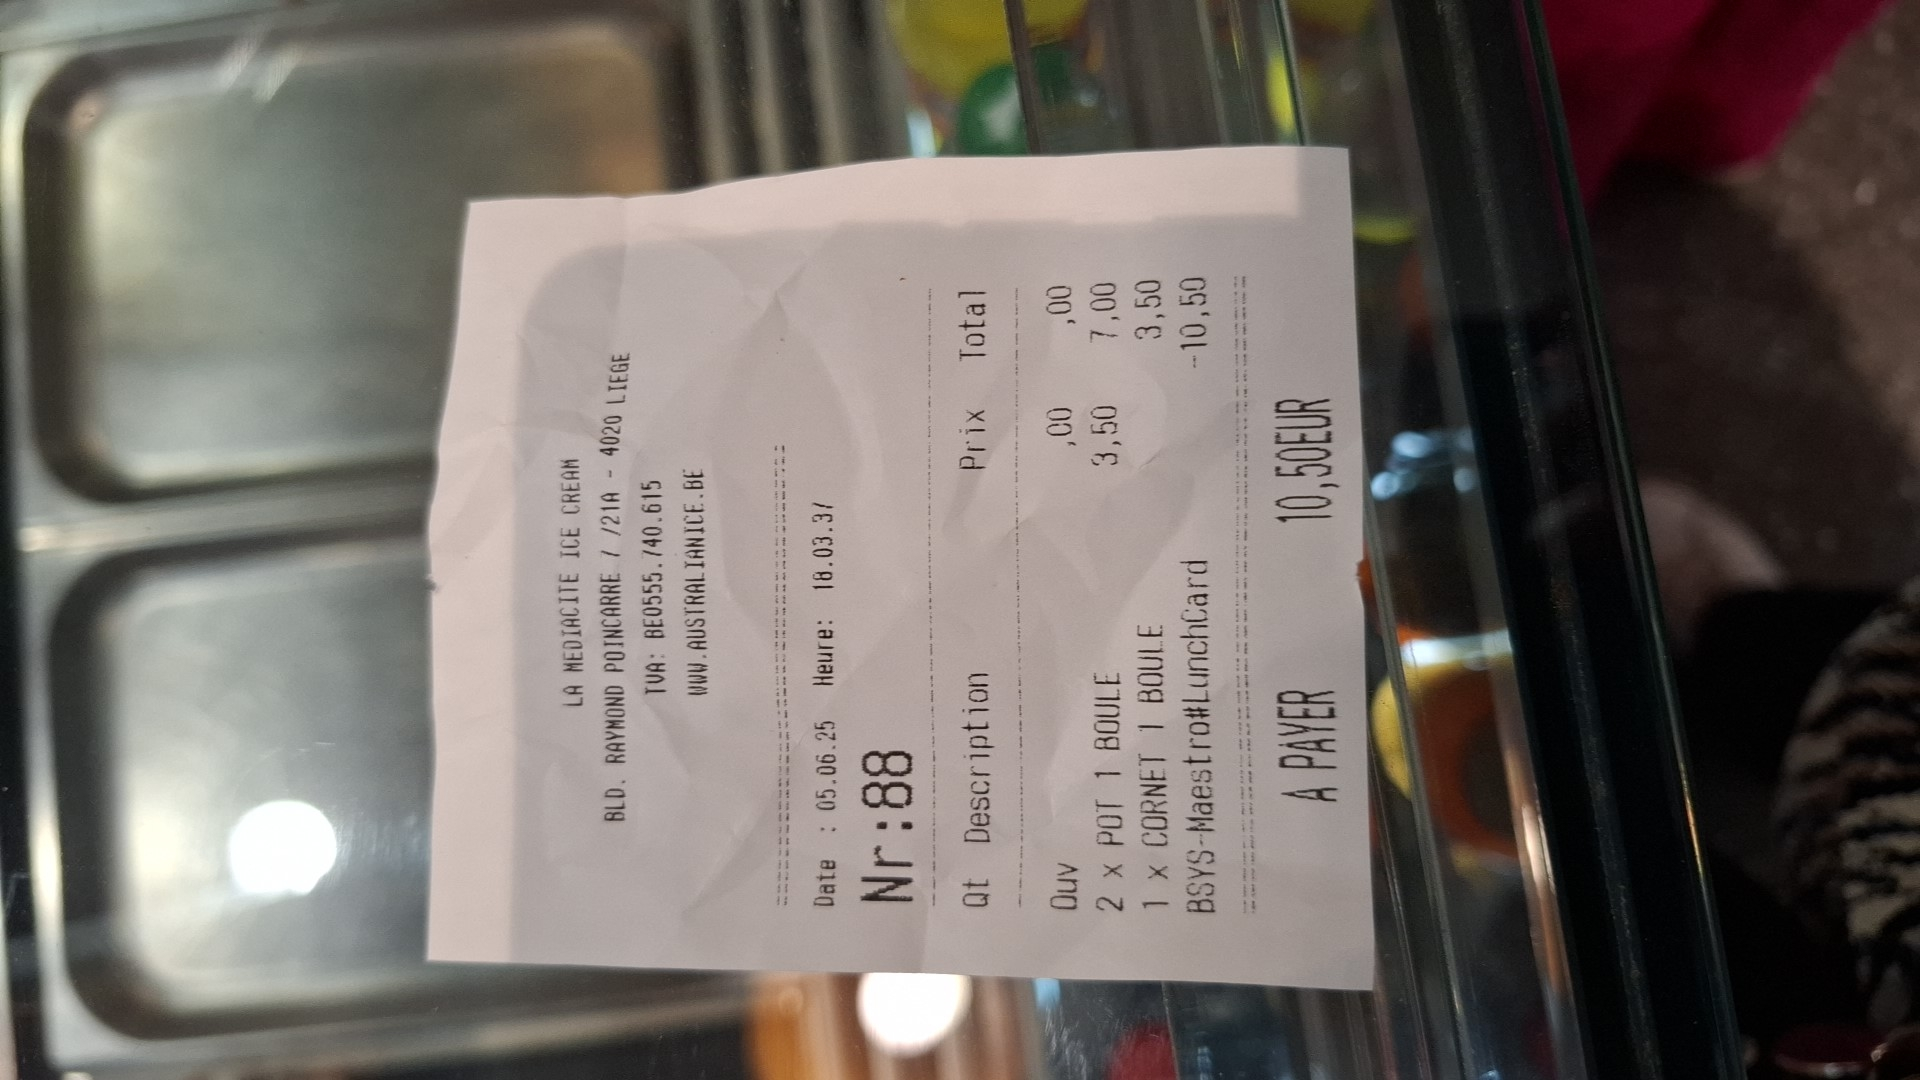 LA MEDIACITE ICE CREAM
BLD. RAYMOND POINCARRE 7 /21A - 4020 LIEGE
TVA: BE0555.740.615
WWW.AUSTRALIANICE.BE
Date : 05.06.25 Heure: 18.03.37
Nr:88
Qt Description Prix Total
Ouv ,00 ,00
2 x POT 1 BOULE 3,50 7,00
1 x CORNET 1 BOULE 3,50
BSYS-Maestro#LunchCard -10,50
A PAYER 10,50EUR